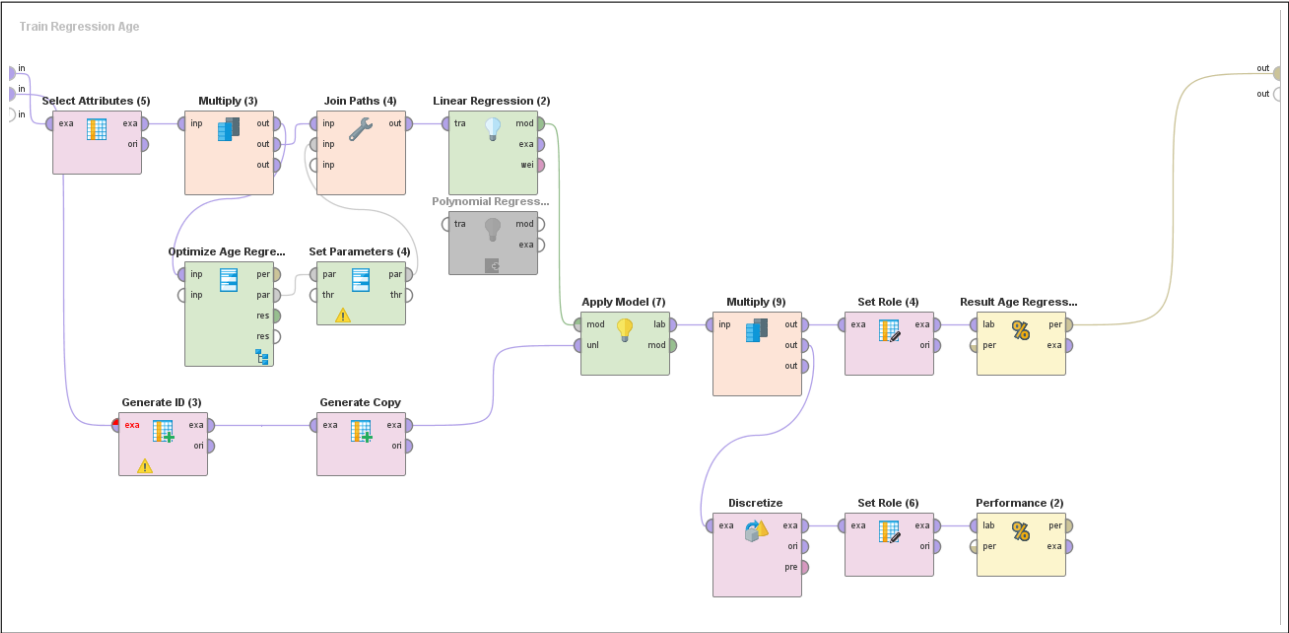 Train Regression Age
in
in
in
out
out
Select Attributes (5)
exa exa
ori
Multiply (3)
inp out
out
out
Join Paths (4)
inp out
inp
inp
Linear Regression (2)
tra mod
exa
wei
Polynomial Regress...
tra mod
exa
Optimize Age Regre...
inp per
inp par
res
res
Set Parameters (4)
par par
thr thr
Apply Model (7)
mod lab
unl mod
Multiply (9)
inp out
out
out
Set Role (4)
exa exa
ori
Result Age Regress...
lab per
per exa
Generate ID (3)
exa exa
ori
Generate Copy
exa exa
ori
Discretize
exa exa
ori
pre
Set Role (6)
exa exa
ori
Performance (2)
lab per
per exa